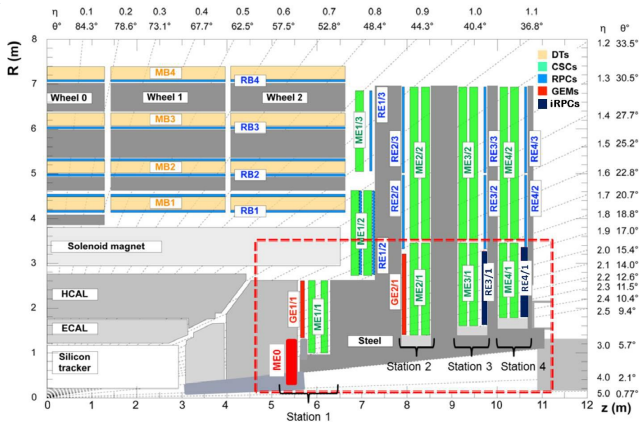 η 0.1 0.2 0.3 0.4 0.5 0.6 0.7 0.8 0.9 1.0 1.1
θ° 84.3° 78.6° 73.1° 67.7° 62.5° 57.5° 52.8° 48.4° 44.3° 40.4° 36.8° η θ°
R (m)
8
7
6
5
4
3
2
1
0
1.2 33.5°
1.3 30.5°
1.4 27.7°
1.5 25.2°
1.6 22.8°
1.7 20.7°
1.8 18.8°
1.9 17.0°
2.0 15.4°
2.1 14.0°
2.2 12.6°
2.3 11.5°
2.4 10.4°
2.5 9.4°
3.0 5.7°
4.0 2.1°
5.0 0.77°
DTs
CSCs
RPCs
GEMs
iRPCs
MB4
RB4
Wheel 0 Wheel 1 Wheel 2
MB3
RB3
MB2
RB2
MB1
RB1
Solenoid magnet
HCAL
ECAL
Silicon
tracker
Steel
ME0
GE1/1
ME1/1
ME1/2
ME1/3
RE1/3
RE1/2
RE2/3
RE2/2
GE2/1
ME2/2
ME2/1
ME3/2
ME3/1
RE3/3
RE3/2
RE3/1
ME4/2
ME4/1
RE4/3
RE4/2
RE4/1
Station 2 Station 3 Station 4
Station 1
0 1 2 3 4 5 6 7 8 9 10 11 12 z (m)